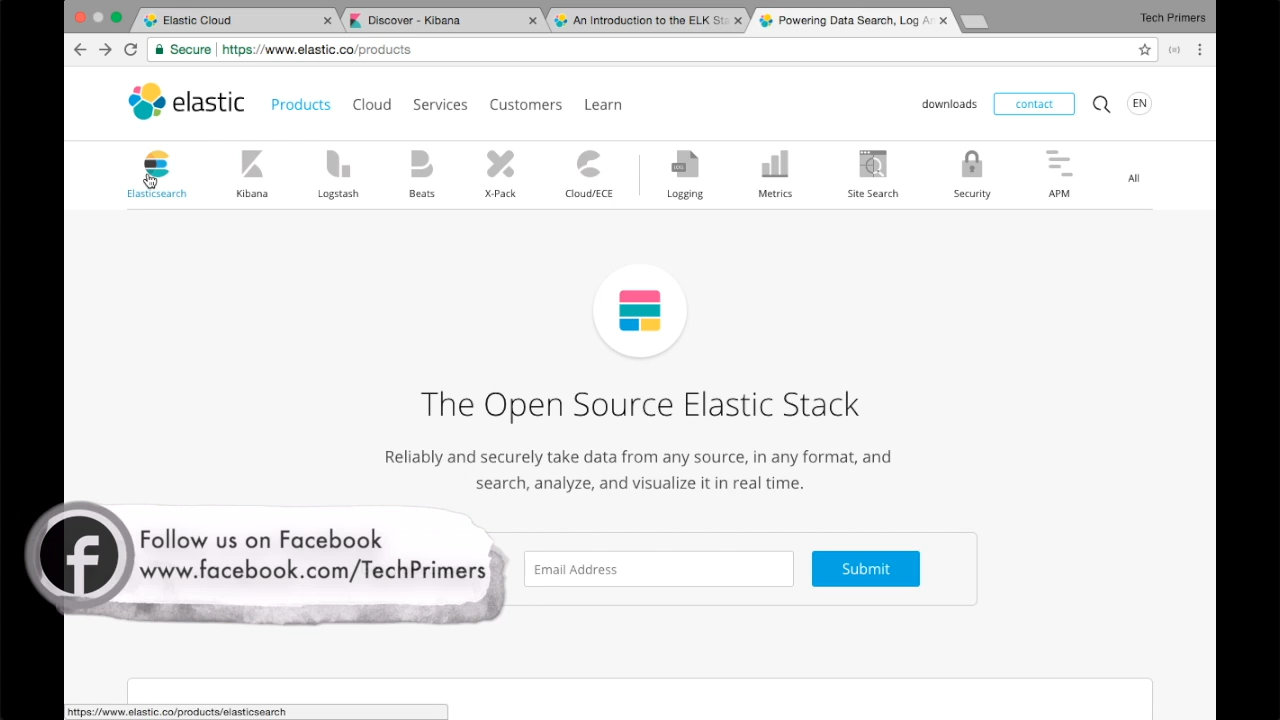 Elastic Cloud
Discover - Kibana
An Introduction to the ELK Sta
Powering Data Search, Log An
Tech Primers
Secure https://www.elastic.co/products
elastic
Products
Cloud
Services
Customers
Learn
downloads
contact
EN
Elasticsearch
Kibana
Logstash
Beats
X-Pack
Cloud/ECE
LOG
Logging
Metrics
Site Search
Security
APM
All
The Open Source Elastic Stack
Reliably and securely take data from any source, in any format, and
search, analyze, and visualize it in real time.
Follow us on Facebook
www.facebook.com/TechPrimers
Email Address
Submit
https://www.elastic.co/products/elasticsearch